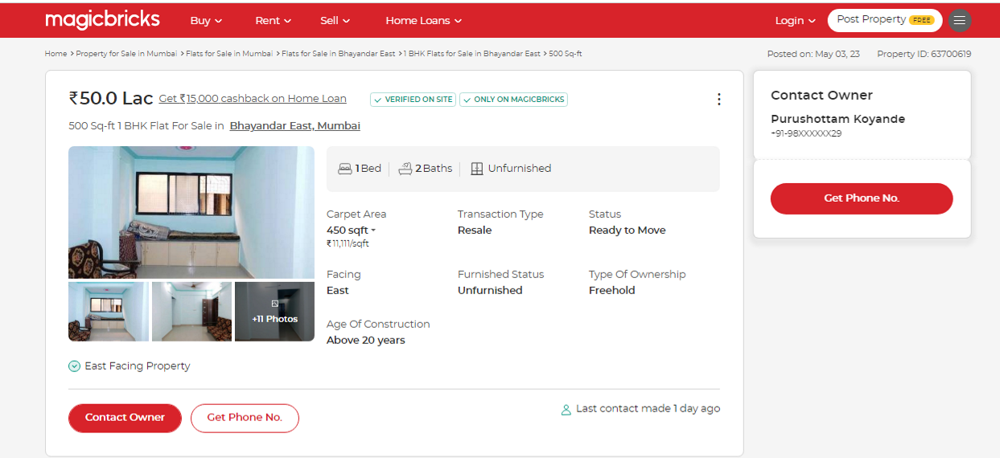 magicbricks Buy Rent Sell Home Loans Login Post Property FREE
Home > Property for Sale in Mumbai > Flats for Sale in Mumbai > Flats for Sale in Bhayandar East > 1 BHK Flats for Sale in Bhayandar East > 500 Sq-ft Posted on: May 03, 23 Property ID: 63700619
₹50.0 Lac Get ₹15,000 cashback on Home Loan VERIFIED ON SITE ONLY ON MAGICBRICKS
500 Sq-ft 1 BHK Flat For Sale in Bhayandar East, Mumbai
1 Bed 2 Baths Unfurnished
Carpet Area Transaction Type Status
450 sqft Resale Ready to Move
₹11,111/sqft
Facing Furnished Status Type Of Ownership
East Unfurnished Freehold
+11 Photos
Age Of Construction
Above 20 years
East Facing Property
Contact Owner Get Phone No. Last contact made 1 day ago
Contact Owner
Purushottam Koyande
+91-98XXXXXX29
Get Phone No.